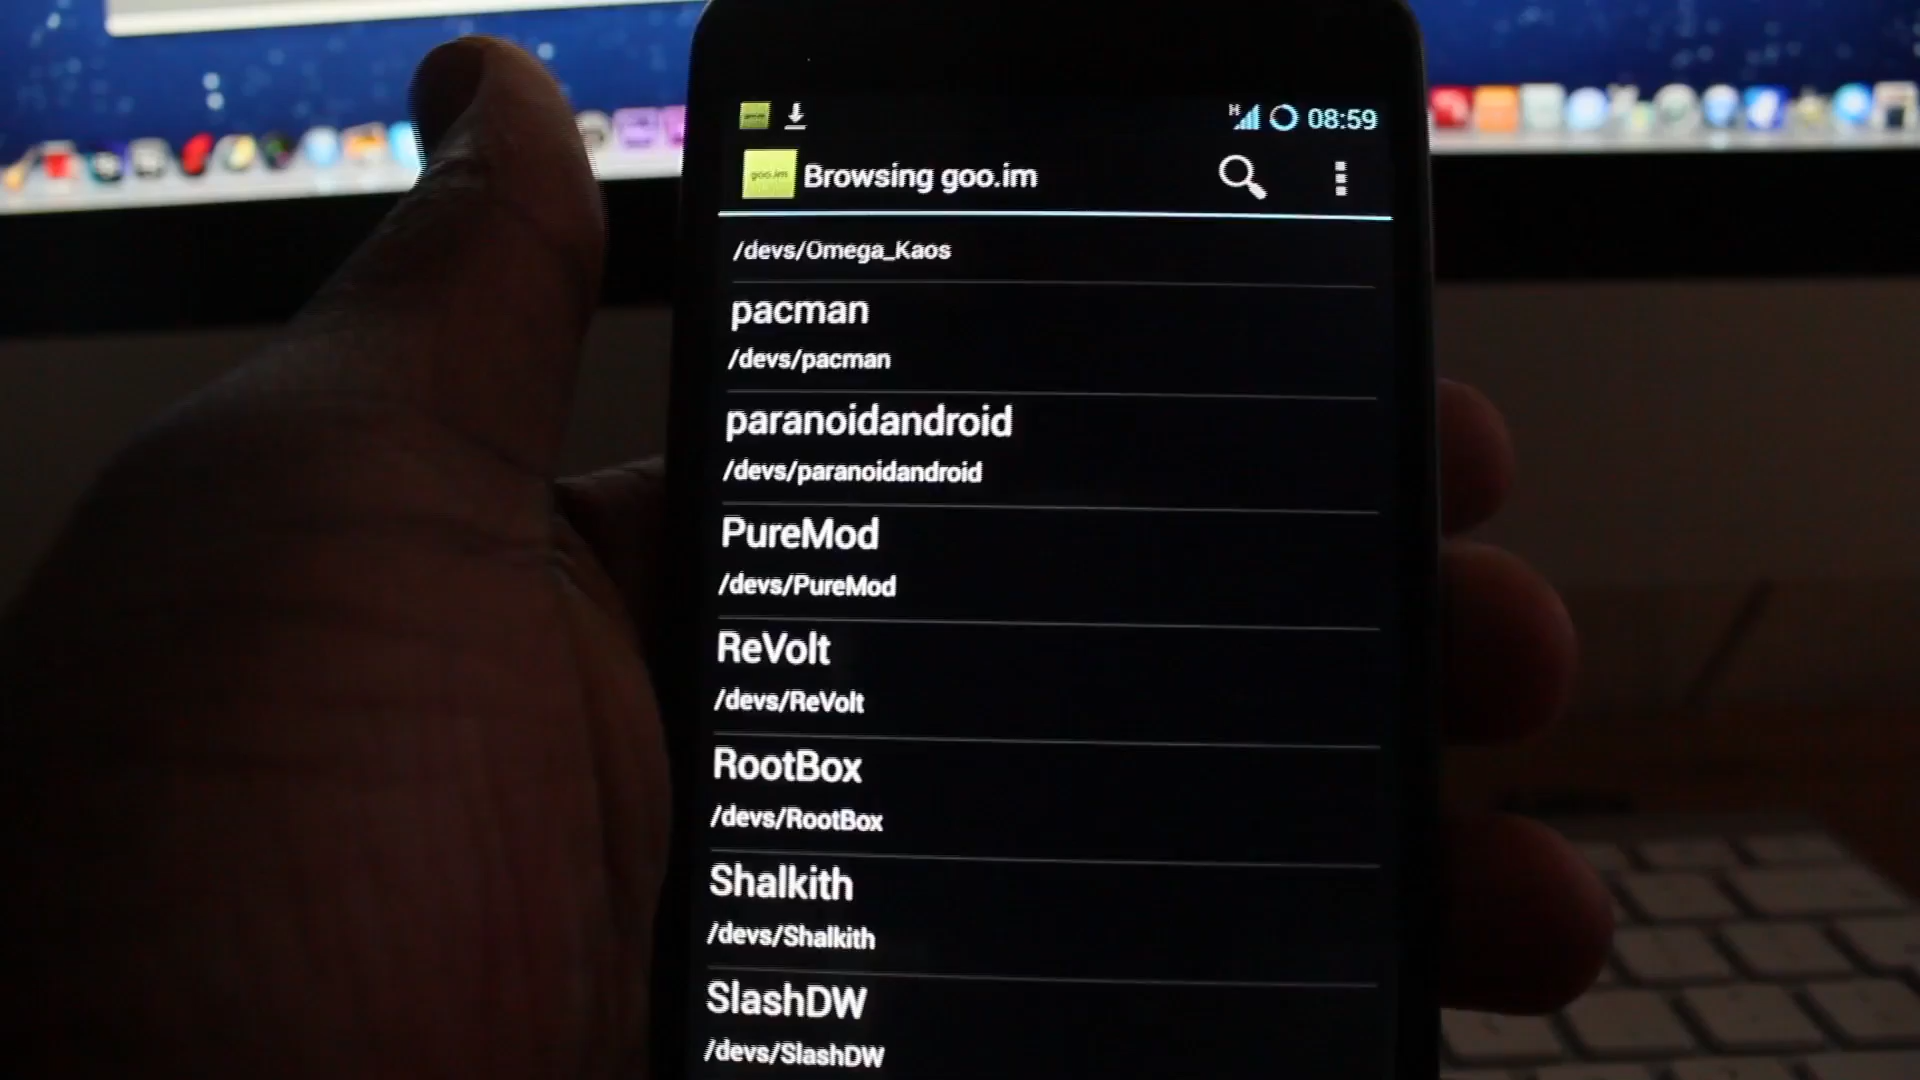 H 08:59
goo.im Browsing goo.im
/devs/Omega_Kaos
pacman
/devs/pacman
paranoidandroid
/devs/paranoidandroid
PureMod
/devs/PureMod
ReVolt
/devs/ReVolt
RootBox
/devs/RootBox
Shalkith
/devs/Shalkith
SlashDW
/devs/SlashDW